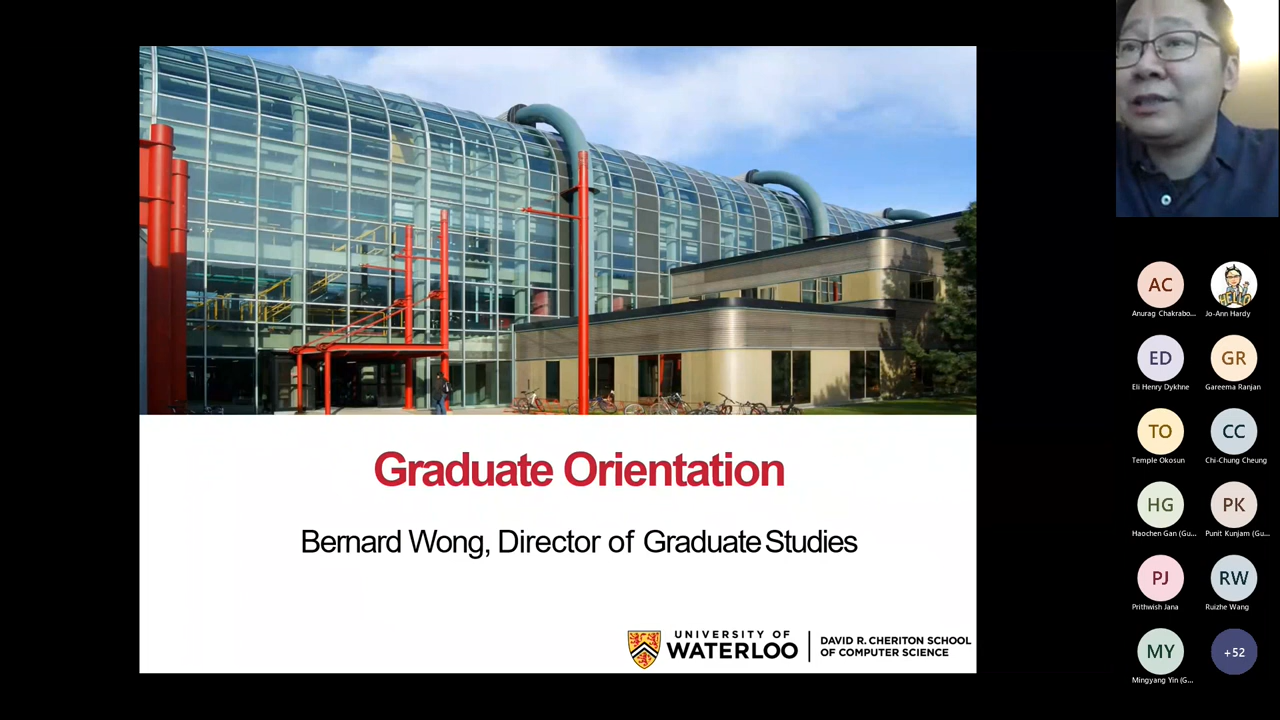 Graduate Orientation
Bernard Wong, Director of Graduate Studies
UNIVERSITY OF
WATERLOO
DAVID R. CHERITON SCHOOL
OF COMPUTER SCIENCE
AC
Anurag Chakrabo...
HELLO
Jo-Ann Hardy
ED
Eli Henry Dykhne
GR
Gareema Ranjan
TO
Temple Okosun
CC
Chi-Chung Cheung
HG
Haochen Gan (Gu...
PK
Punit Kunjam (Gu...
PJ
Prithwish Jana
RW
Ruizhe Wang
MY
Mingyang Yin (G...
+52